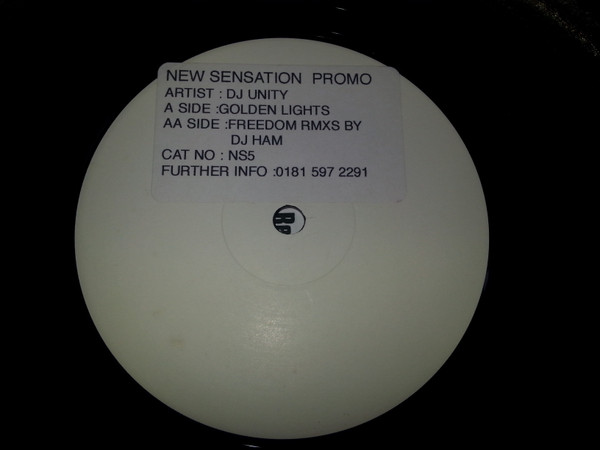 NEW SENSATION PROMO
ARTIST : DJ UNITY
A SIDE :GOLDEN LIGHTS
AA SIDE :FREEDOM RMXS BY
DJ HAM
CAT NO : NS5
FURTHER INFO :0181 597 2291